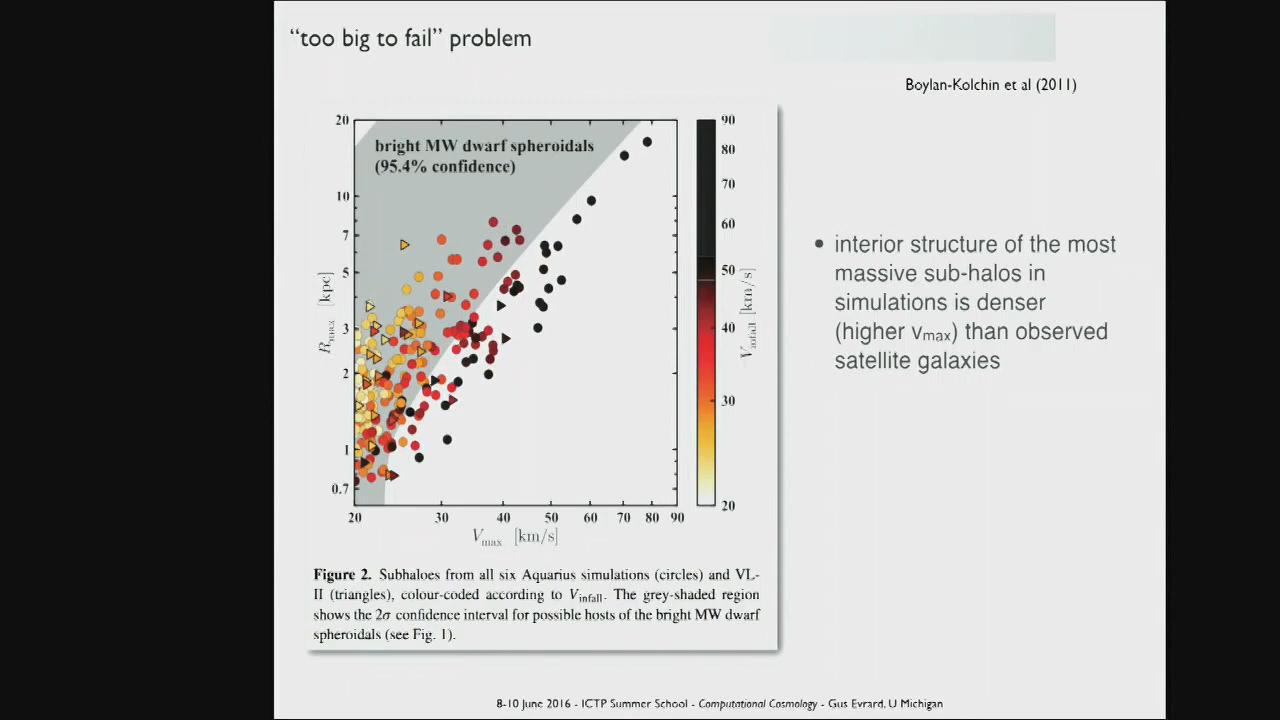 “too big to fail” problem
Boylan-Kolchin et al (2011)
bright MW dwarf spheroidals
(95.4% confidence)
20
10
7
5
3
2
1
0.7
R_max [kpc]
20 30 40 50 60 70 80 90
V_max [km/s]
90
80
70
60
50
40
30
20
V_infall [km/s]
• interior structure of the most
massive sub-halos in
simulations is denser
(higher vmax) than observed
satellite galaxies
Figure 2. Subhaloes from all six Aquarius simulations (circles) and VL-
II (triangles), colour-coded according to V_infall. The grey-shaded region
shows the 2σ confidence interval for possible hosts of the bright MW dwarf
spheroidals (see Fig. 1).
8-10 June 2016 - ICTP Summer School - Computational Cosmology - Gus Evrard, U Michigan